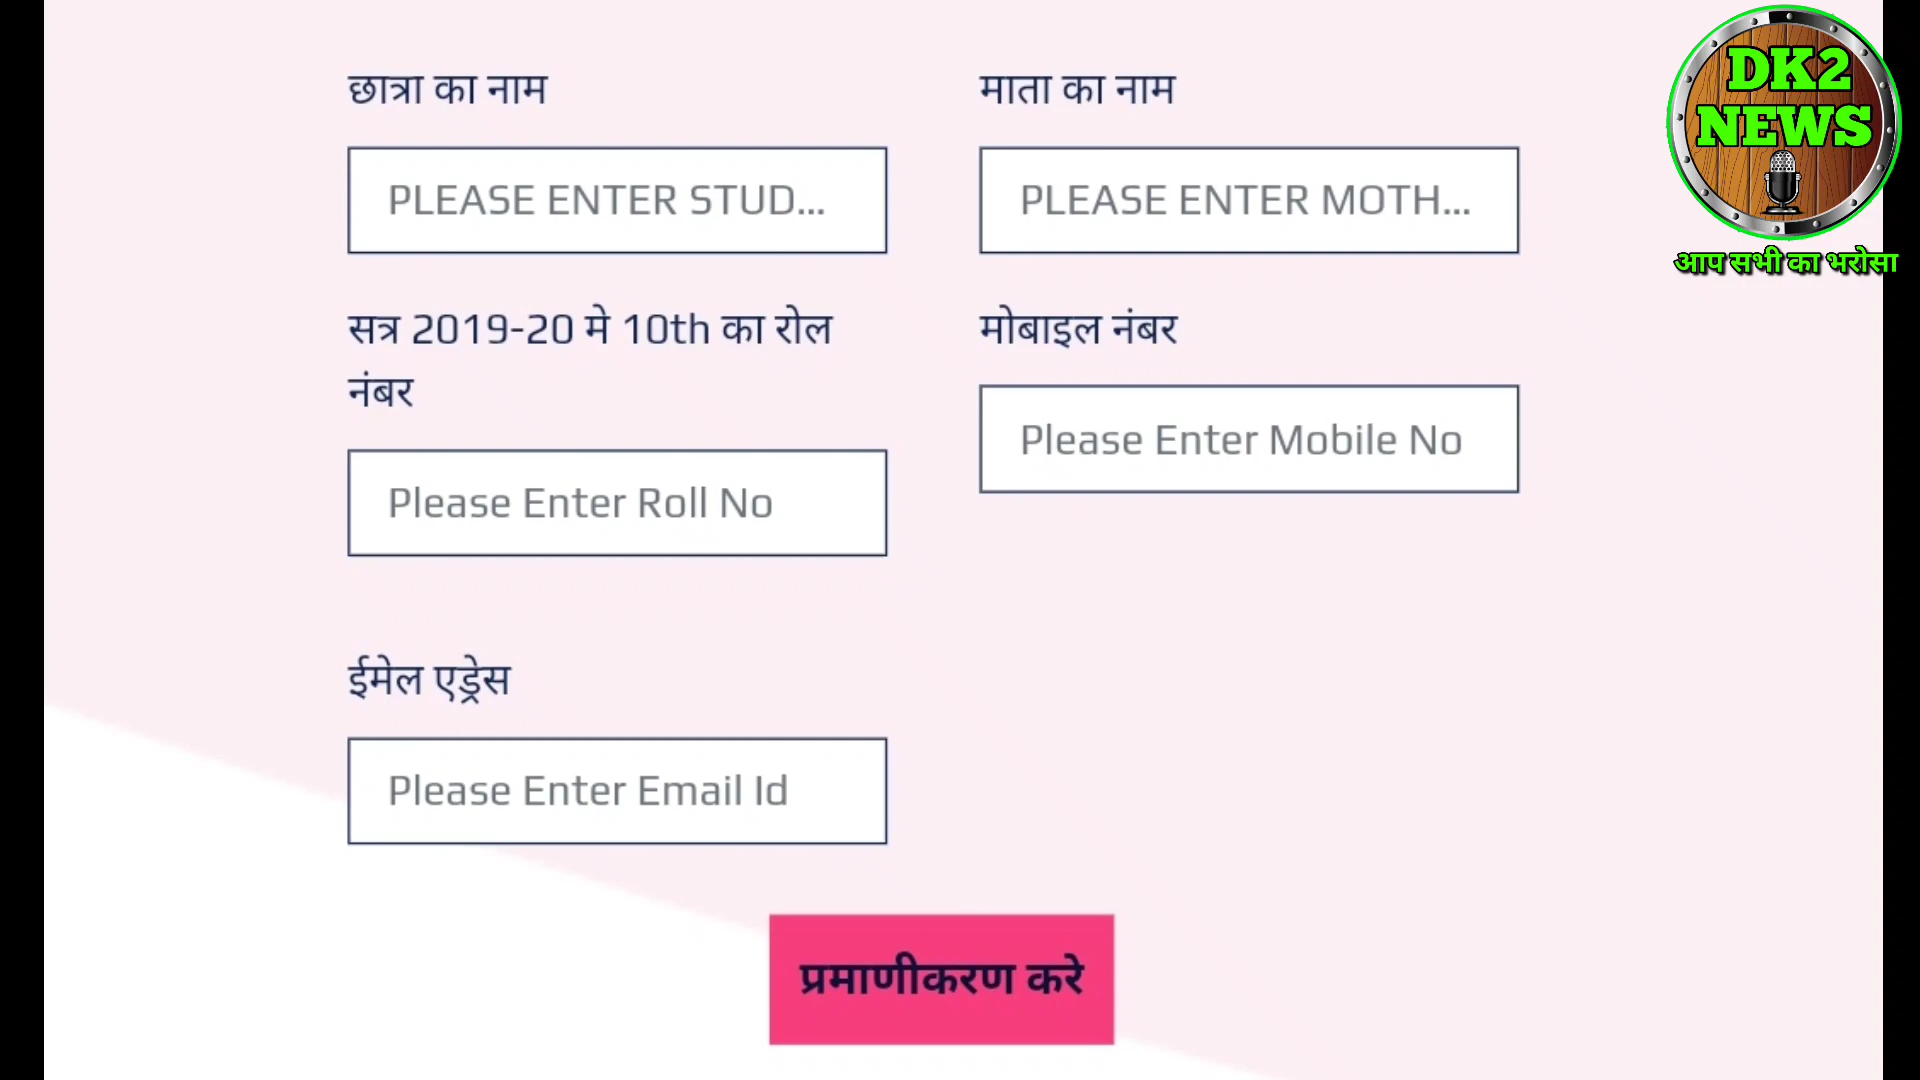 छात्रा का नाम
माता का नाम
PLEASE ENTER STUD...
PLEASE ENTER MOTH...
सत्र 2019-20 मे 10th का रोल
नंबर
मोबाइल नंबर
Please Enter Roll No
Please Enter Mobile No
ईमेल एड्रेस
Please Enter Email Id
प्रमाणीकरण करे
DK2
NEWS
आप सभी का भरोसा